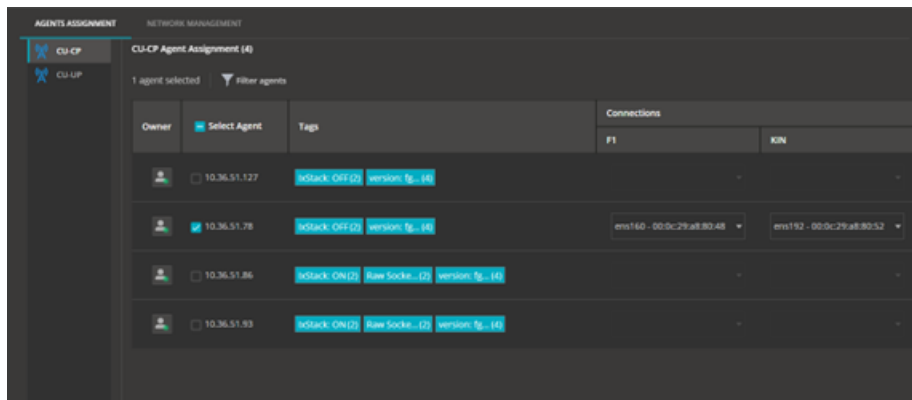 AGENTS ASSIGNMENT NETWORK MANAGEMENT
CU-CP
CU-UP
CU-CP Agent Assignment (4)
1 agent selected Filter agents
Owner Select Agent Tags Connections
F1 KIN
10.36.51.127 IxStack: OFF (2) version: fg... (4) - -
10.36.51.78 IxStack: OFF (2) version: fg... (4) ens160 - 00:0c:29:a8:80:48 ens192 - 00:0c:29:a8:80:52
10.36.51.86 IxStack: ON (2) Raw Socke... (2) version: fg... (4) - -
10.36.51.93 IxStack: ON (2) Raw Socke... (2) version: fg... (4) - -